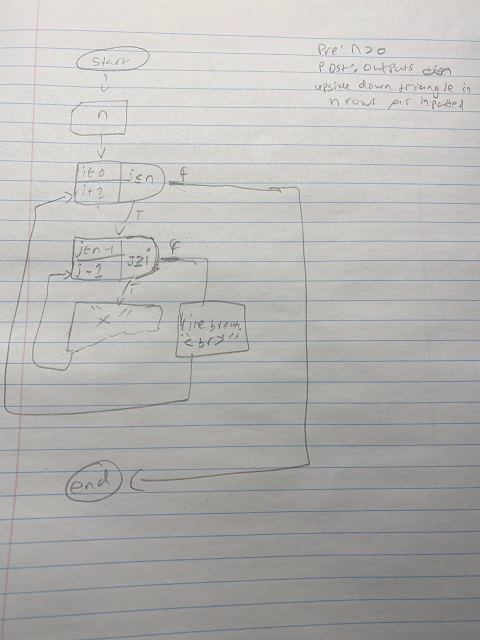 Start
Pre: n>0
Post: outputs
upside down triangle in
n rows as inputted
n
i←0
i≤n
f
i+1
T
j←n-1
j≥i
f
j-1
T
"x"
line break
"<br>"
end